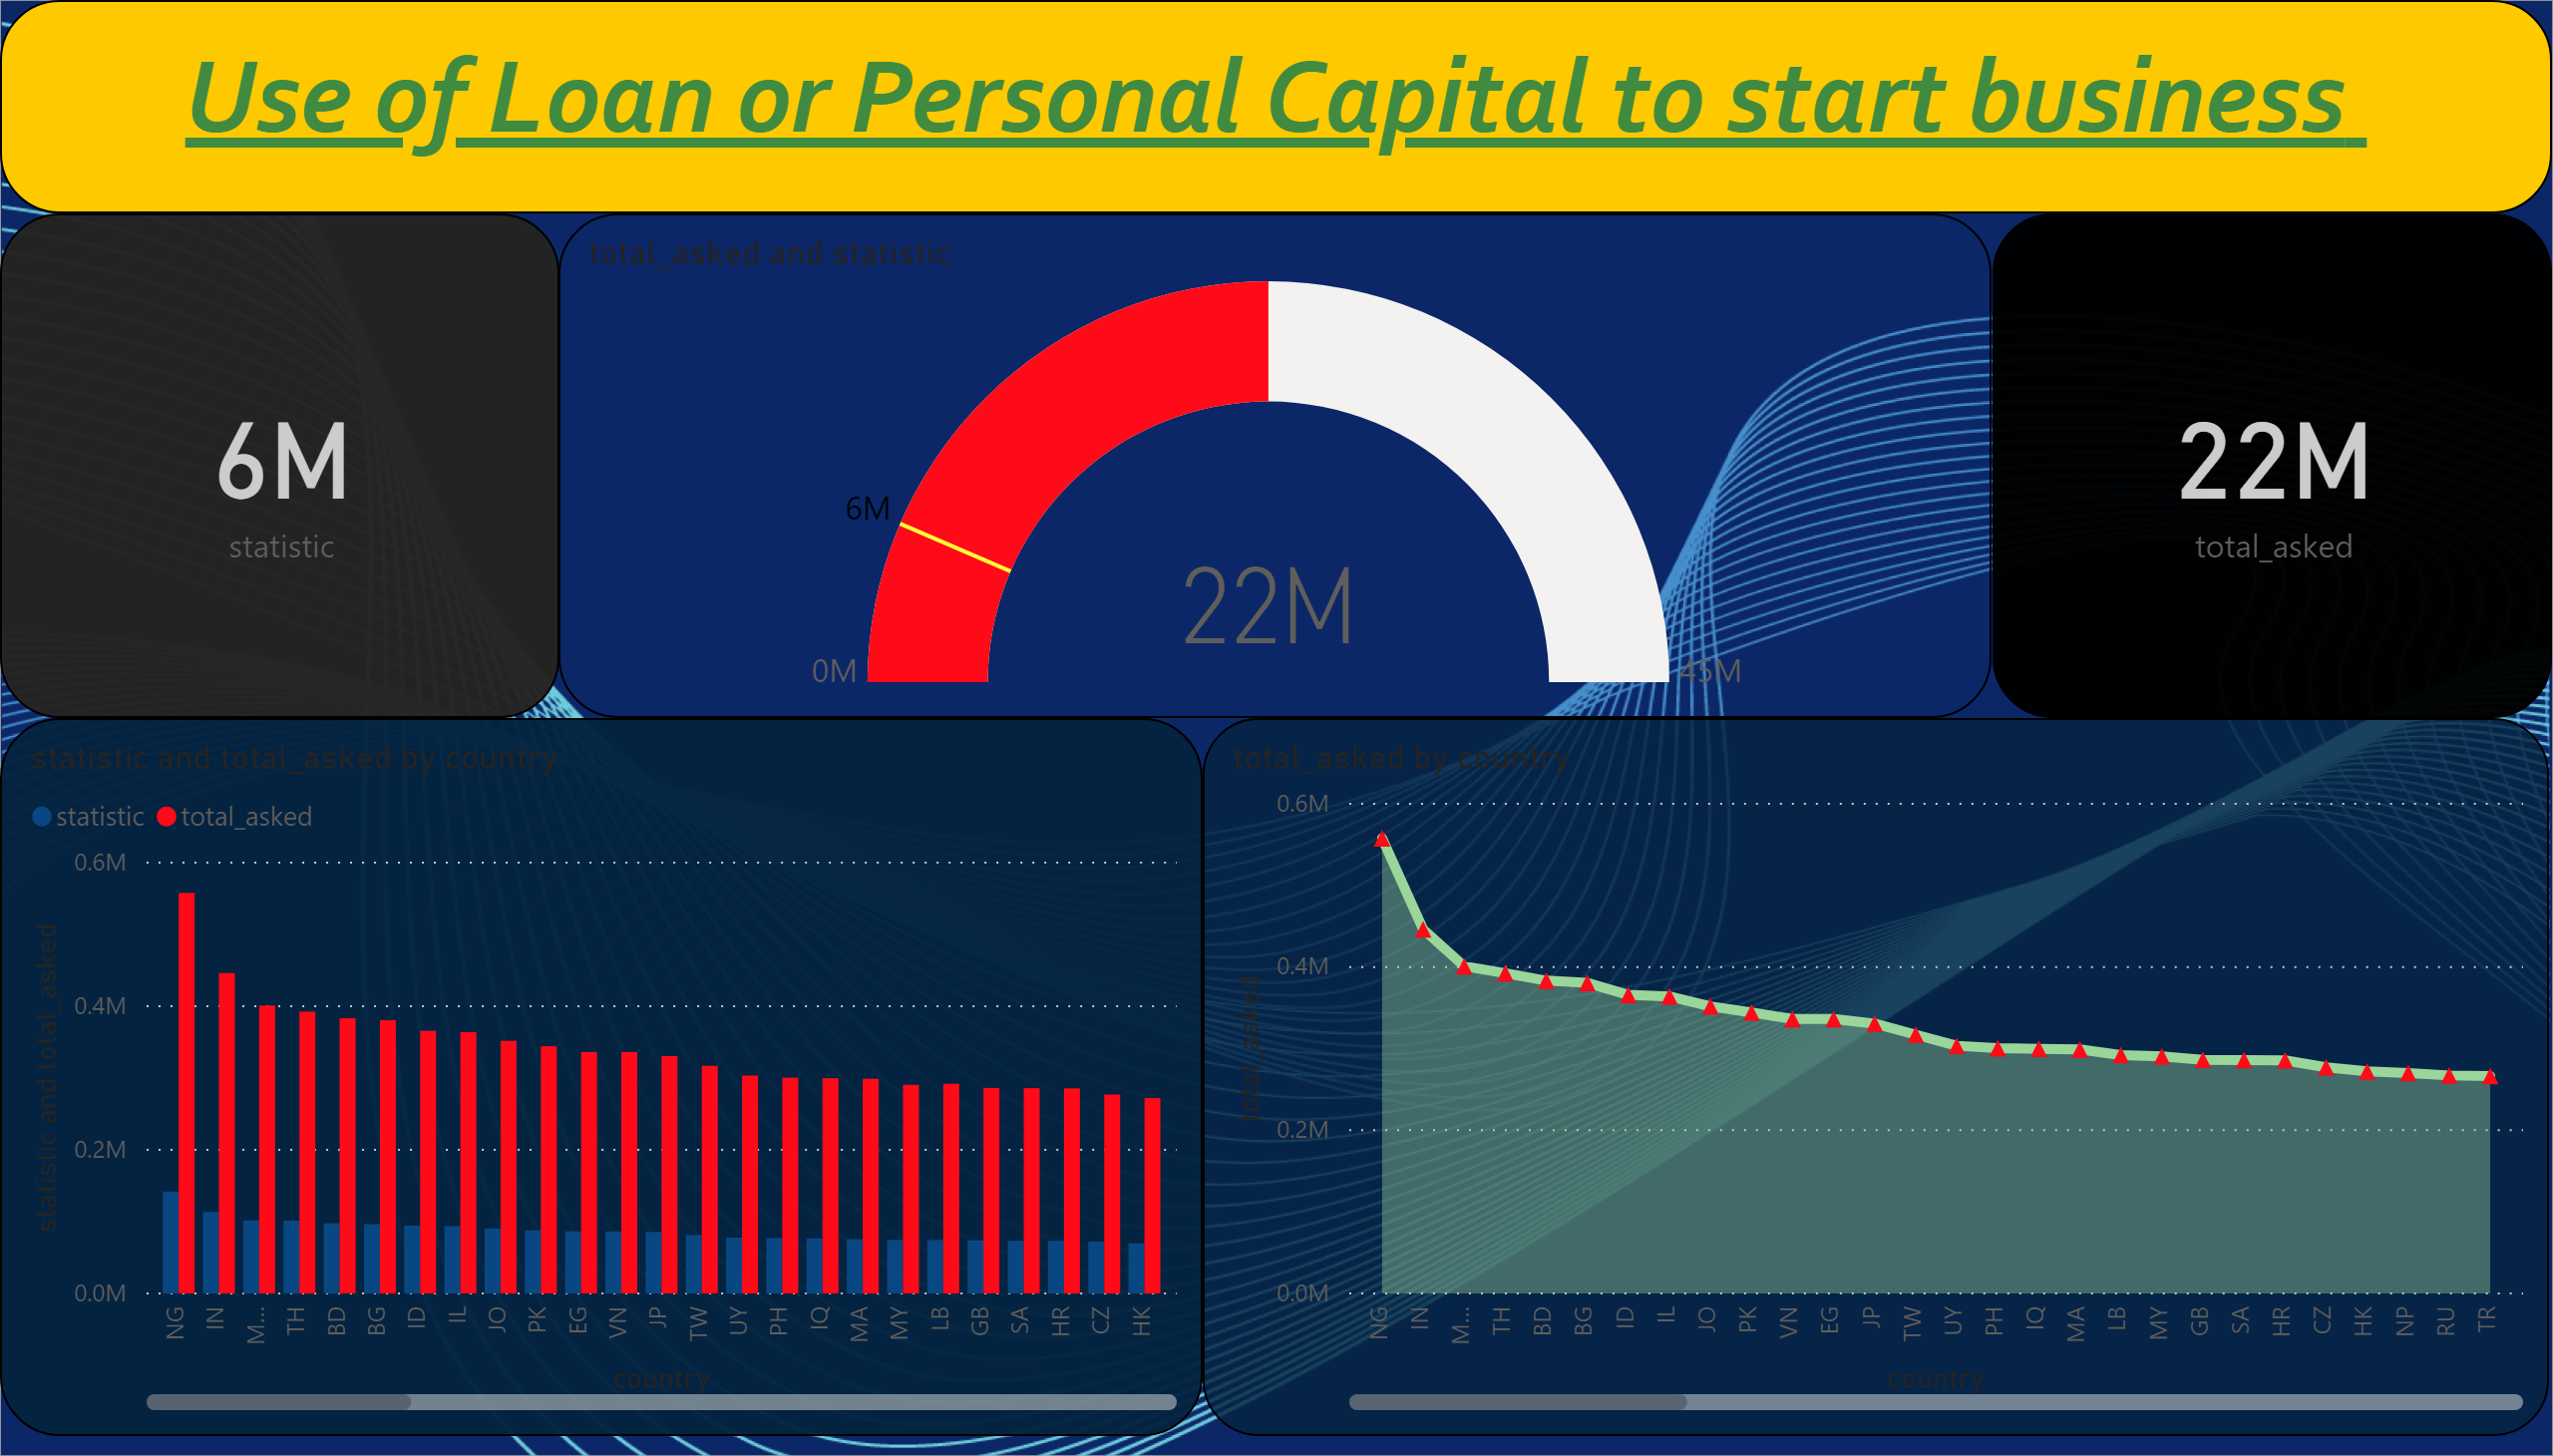 Use of Loan or Personal Capital to start business
6M
statistic
total_asked and statistic
6M
22M
0M
45M
22M
total_asked
statistic and total_asked by country
statistic total_asked
statistic and total_asked
0.6M
0.4M
0.2M
0.0M
NG IN M... TH BD BG ID IL JO PK EG VN JP TW UY PH IQ MA MY LB GB SA HR CZ HK
country
total_asked by country
total_asked
0.6M
0.4M
0.2M
0.0M
NG IN M... TH BD BG ID IL JO PK VN EG JP TW UY PH IQ MA LB MY GB SA HR CZ HK NP RU TR
country